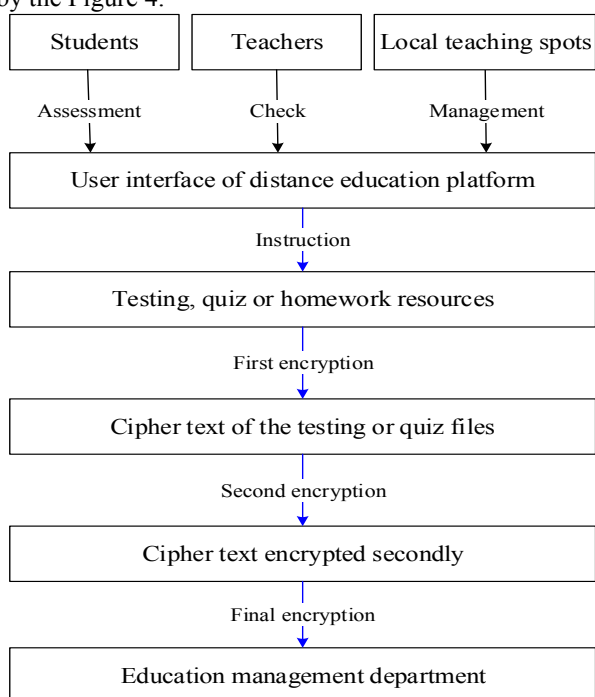 by the Figure 4.
Students Teachers Local teaching spots
Assessment Check Management
User interface of distance education platform
Instruction
Testing, quiz or homework resources
First encryption
Cipher text of the testing or quiz files
Second encryption
Cipher text encrypted secondly
Final encryption
Education management department